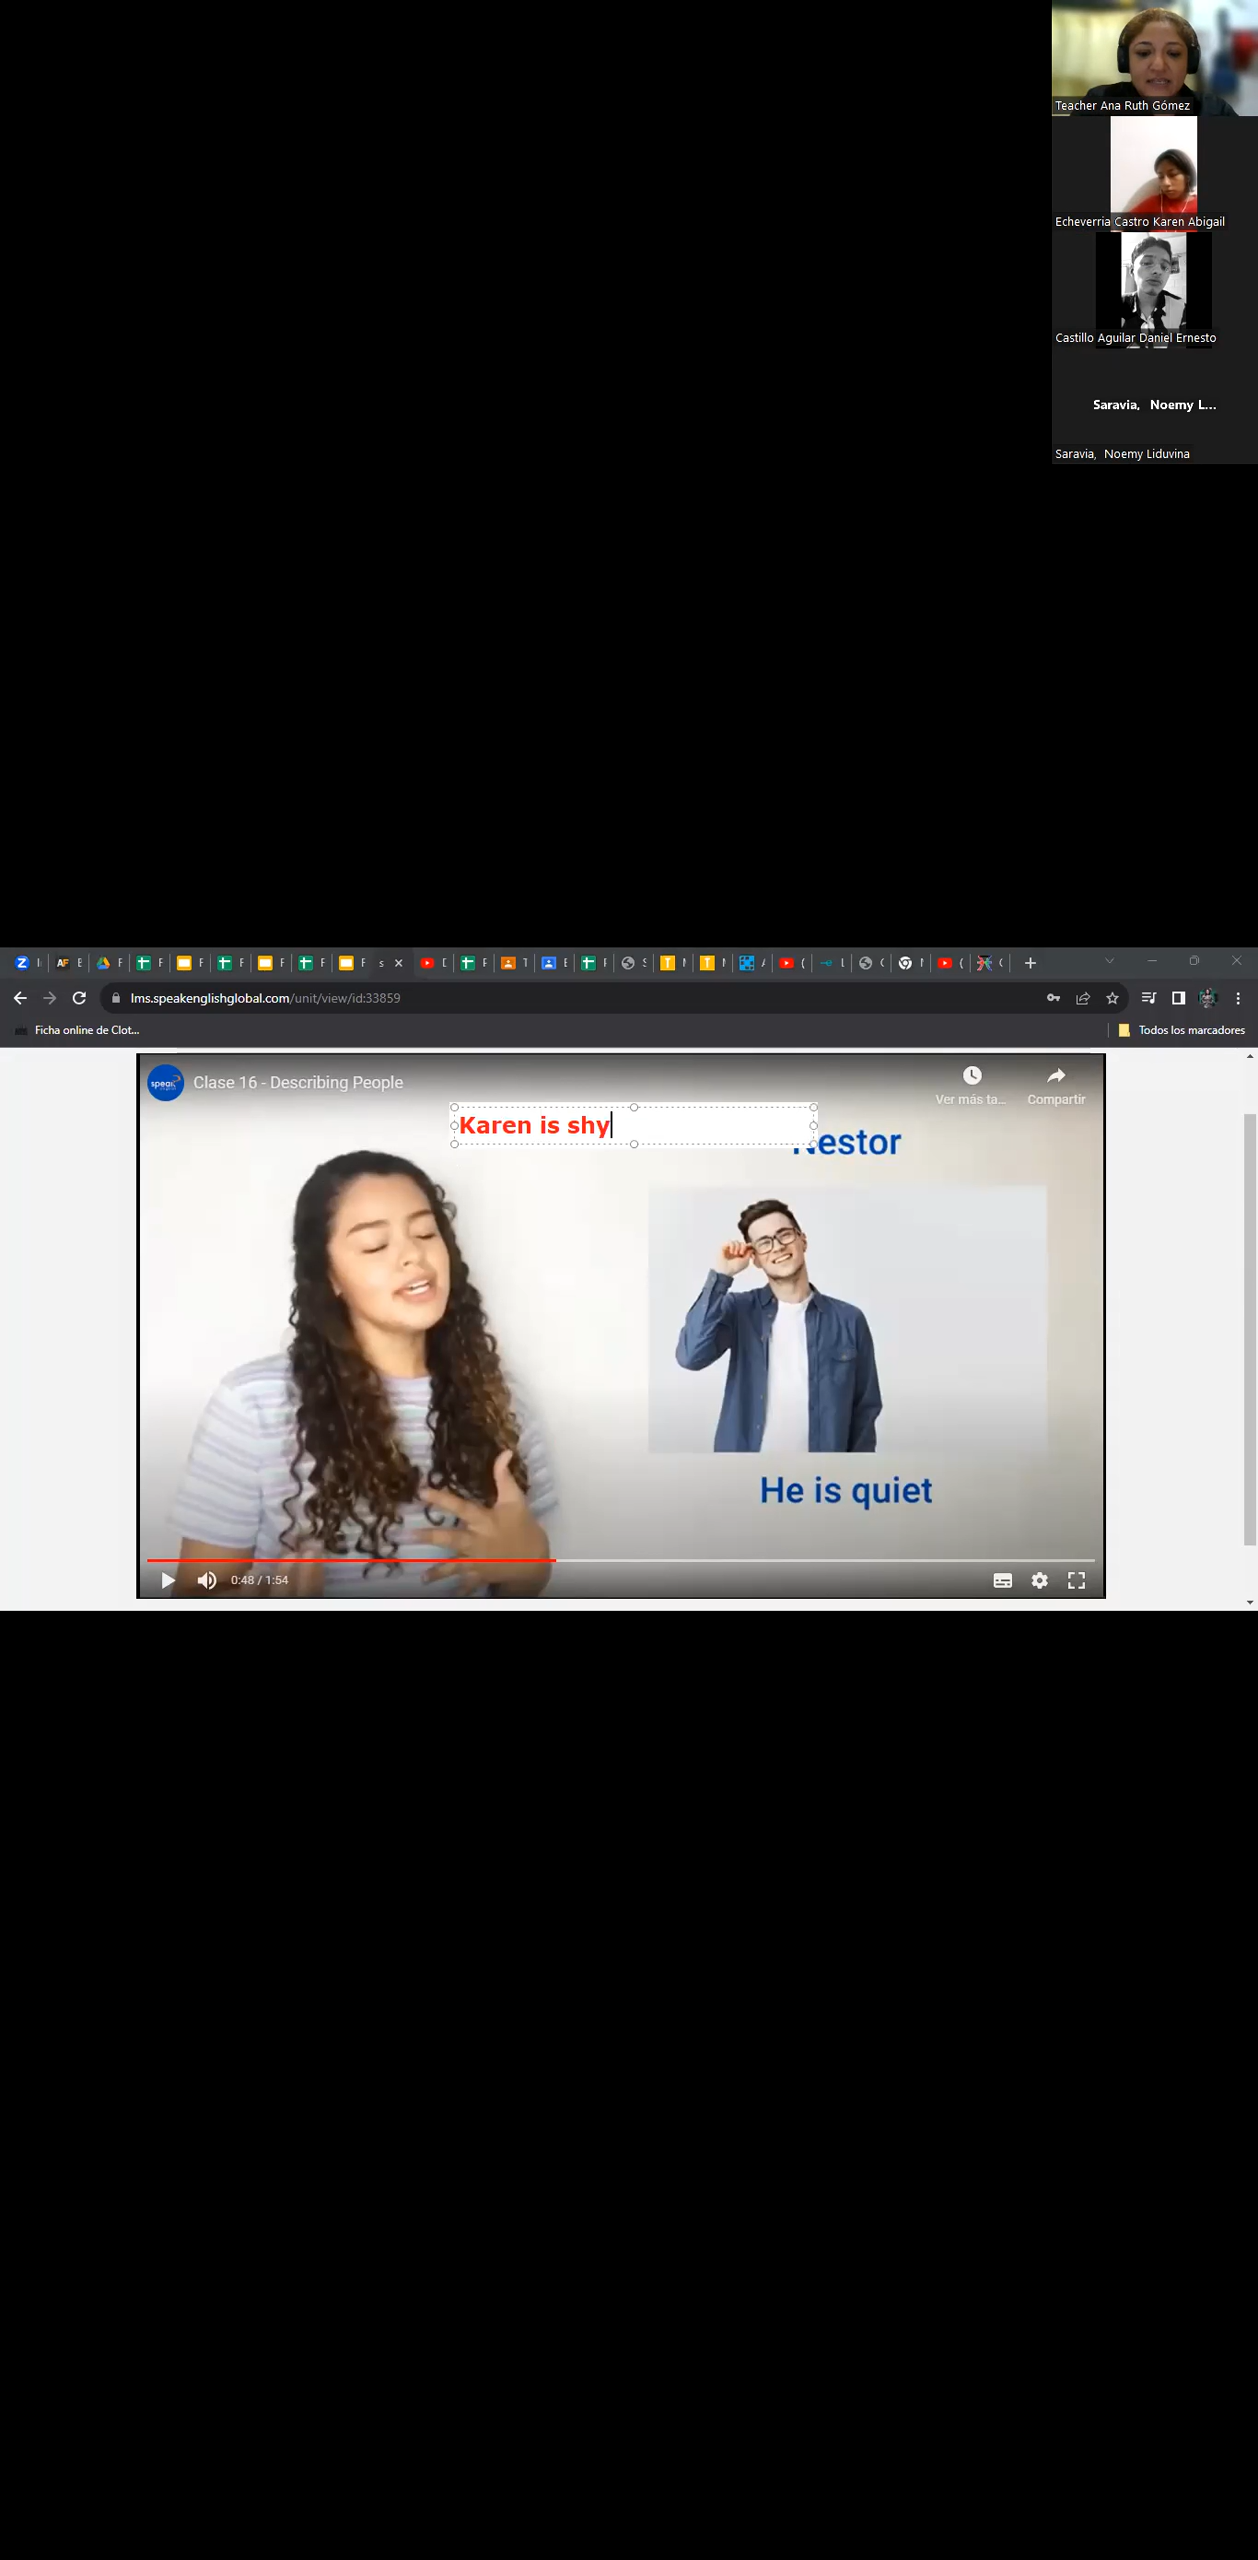 Teacher Ana Ruth Gómez
Echeverria Castro Karen Abigail
Castillo Aguilar Daniel Ernesto
Saravia, Noemy L...
Saravia, Noemy Liduvina
lms.speakenglishglobal.com/unit/view/id:33859
Ficha online de Clot...
Todos los marcadores
speak
Clase 16 - Describing People
Ver más ta...
Compartir
Karen is shy
Nestor
He is quiet
0:48 / 1:54